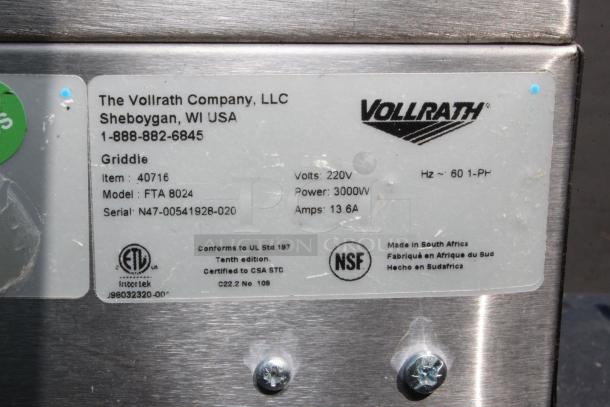 The Vollrath Company, LLC
Sheboygan, WI USA
1-888-882-6845
VOLLRATH
Griddle
Item : 40716
Model : FTA 8024
Serial: N47-00541928-020
Volts: 220V
Power: 3000W
Amps: 13.6A
Hz ~: 60 1-PH
ETL
us
Intertek
Conforms to UL Std 197
Tenth edition.
Certified to CSA STD
C22.2 No. 109
NSF
Made in South Africa
Fabriqué en Afrique du Sud
Hecho en Sudafrica